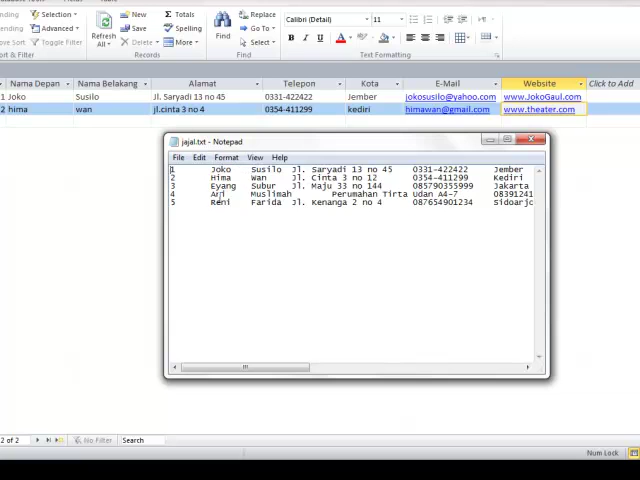 Selection
New
Totals
Replace
Calibri (Detail)
11
Advanced
Save
Spelling
Go To
Toggle Filter
Refresh
All
More
Find
Select
B I U A
Sort & Filter
Records
Find
Text Formatting
Nama Depan Nama Belakang Alamat Telepon Kota E-Mail Website Click to Add
1 Joko Susilo Jl. Saryadi 13 no 45 0331-422422 Jember jokosusilo@yahoo.com www.JokoGaul.com
2 hima wan jl.cinta 3 no 4 0354-411299 kediri himawan@gmail.com www.theater.com
jajal.txt - Notepad
File Edit Format View Help
1 Joko Susilo Jl. Saryadi 13 no 45 0331-422422 Jember
2 Hima Wan Jl. Cinta 3 no 12 0354-411299 Kediri
3 Eyang Subur Jl. Maju 33 no 144 085790355999 Jakarta
4 Arji Muslimah Perumahan Tirta Udan A4-7 08391241
5 Reni Farida Jl. Kenanga 2 no 4 087654901234 Sidoarjo
2 of 2 No Filter Search
Num Lock